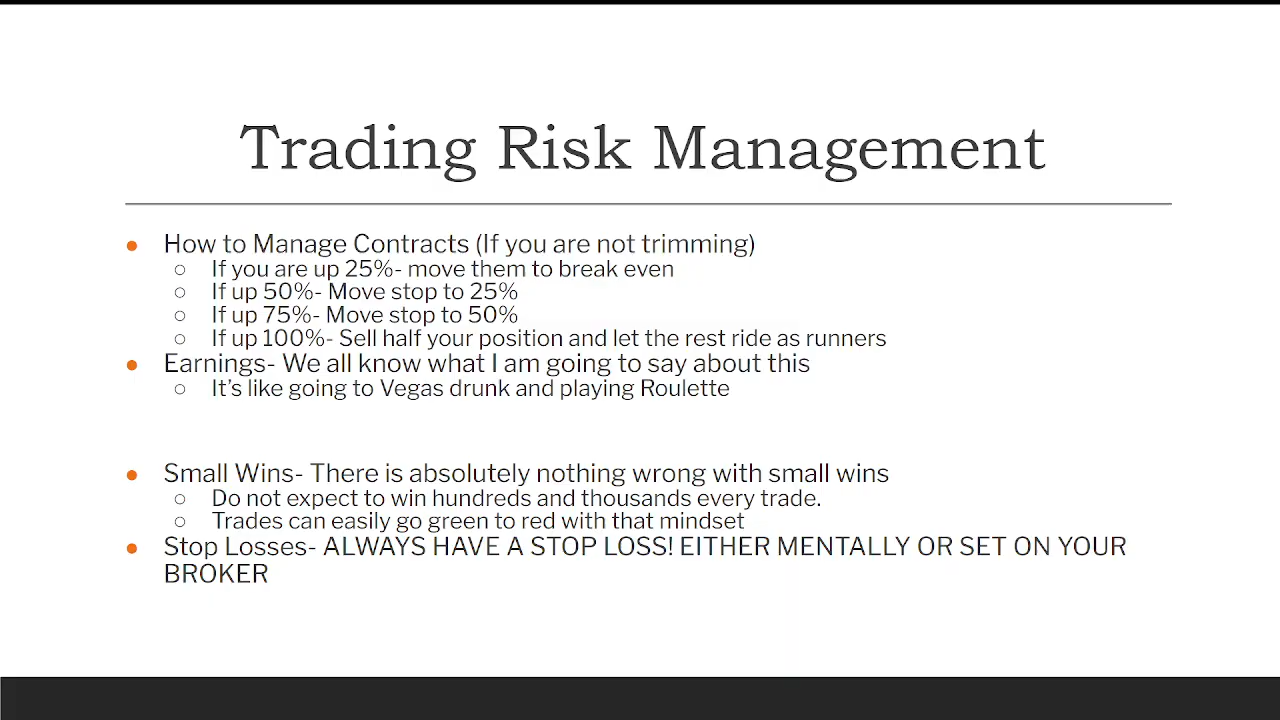 Trading Risk Management
● How to Manage Contracts (If you are not trimming)
○ If you are up 25%- move them to break even
○ If up 50%- Move stop to 25%
○ If up 75%- Move stop to 50%
○ If up 100%- Sell half your position and let the rest ride as runners
● Earnings- We all know what I am going to say about this
○ It's like going to Vegas drunk and playing Roulette
● Small Wins- There is absolutely nothing wrong with small wins
○ Do not expect to win hundreds and thousands every trade.
○ Trades can easily go green to red with that mindset
● Stop Losses- ALWAYS HAVE A STOP LOSS! EITHER MENTALLY OR SET ON YOUR
BROKER